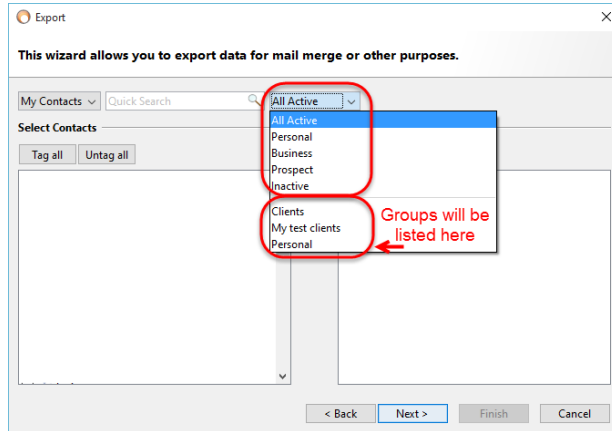 Export
This wizard allows you to export data for mail merge or other purposes.
My Contacts
Quick Search
All Active
Select Contacts
All Active
Personal
Business
Prospect
Inactive
Tag all
Untag all
Clients
My test clients
Personal
Groups will be
listed here
< Back
Next >
Finish
Cancel